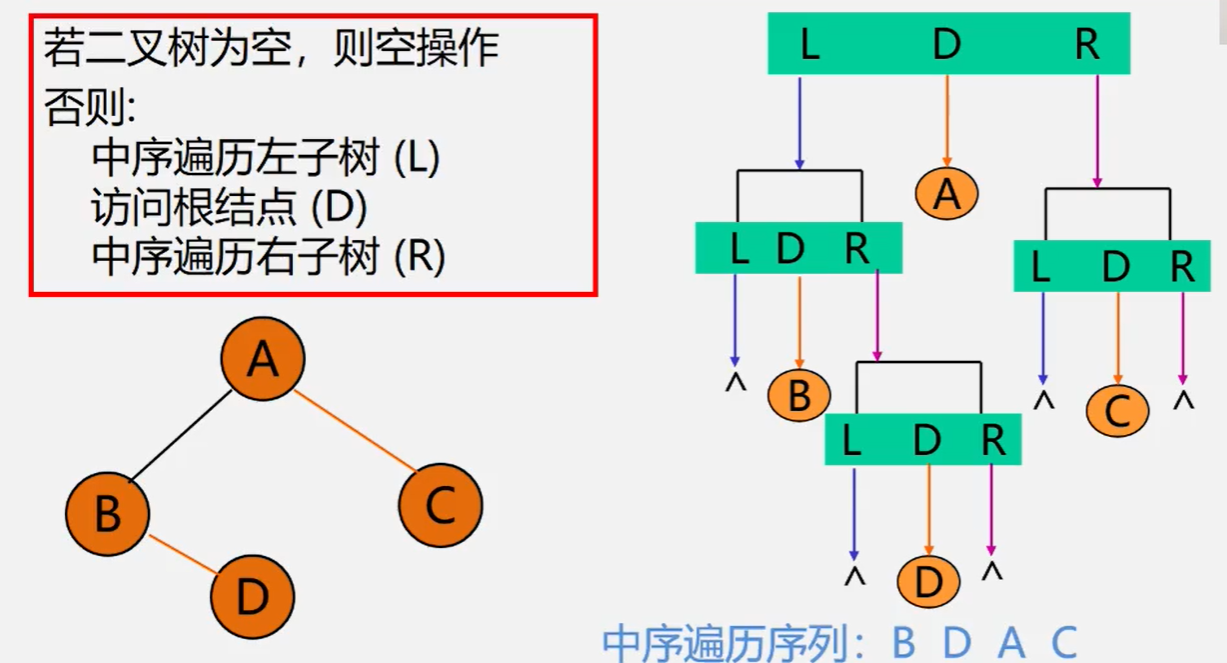 若二叉树为空，则空操作
否则:
中序遍历左子树 (L)
访问根结点 (D)
中序遍历右子树 (R)
A
B
C
D
L D R
A
L D R
L D R
^
B
^
C
^
L D R
^
D
^
中序遍历序列：B D A C